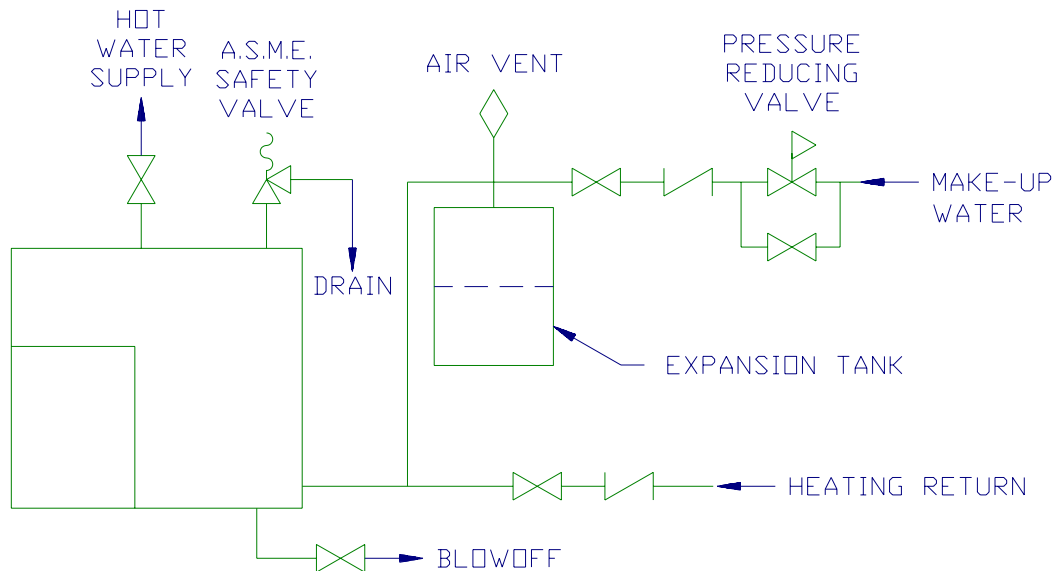 HOT
WATER
SUPPLY
A.S.M.E.
SAFETY
VALVE
AIR VENT
PRESSURE
REDUCING
VALVE
MAKE-UP
WATER
DRAIN
EXPANSION TANK
HEATING RETURN
BLOWOFF